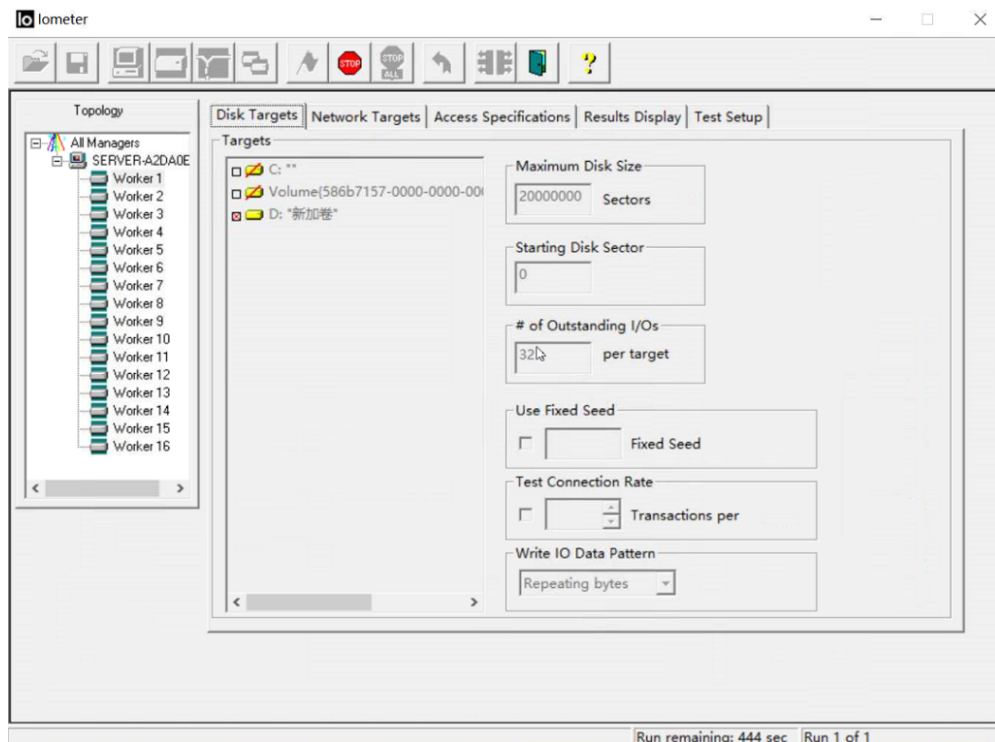 Io Iometer
STOP
STOP
ALL
?
Topology
All Managers
SERVER-A2DA0E
Worker 1
Worker 2
Worker 3
Worker 4
Worker 5
Worker 6
Worker 7
Worker 8
Worker 9
Worker 10
Worker 11
Worker 12
Worker 13
Worker 14
Worker 15
Worker 16
Disk Targets Network Targets Access Specifications Results Display Test Setup
Targets
C: ""
Volume{586b7157-0000-0000-00
D: "新加卷"
Maximum Disk Size
20000000 Sectors
Starting Disk Sector
0
# of Outstanding I/Os
32 per target
Use Fixed Seed
Fixed Seed
Test Connection Rate
Transactions per
Write IO Data Pattern
Repeating bytes
Run remaining: 444 sec Run 1 of 1